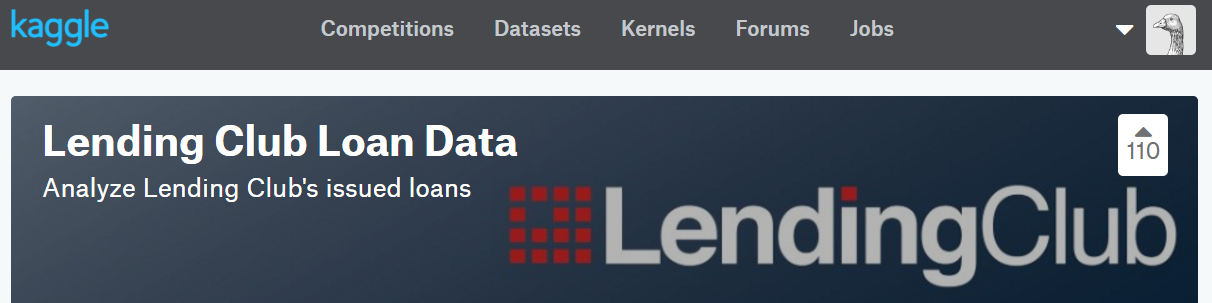 kaggle Competitions Datasets Kernels Forums Jobs
Lending Club Loan Data
110
Analyze Lending Club's issued loans
LendingClub